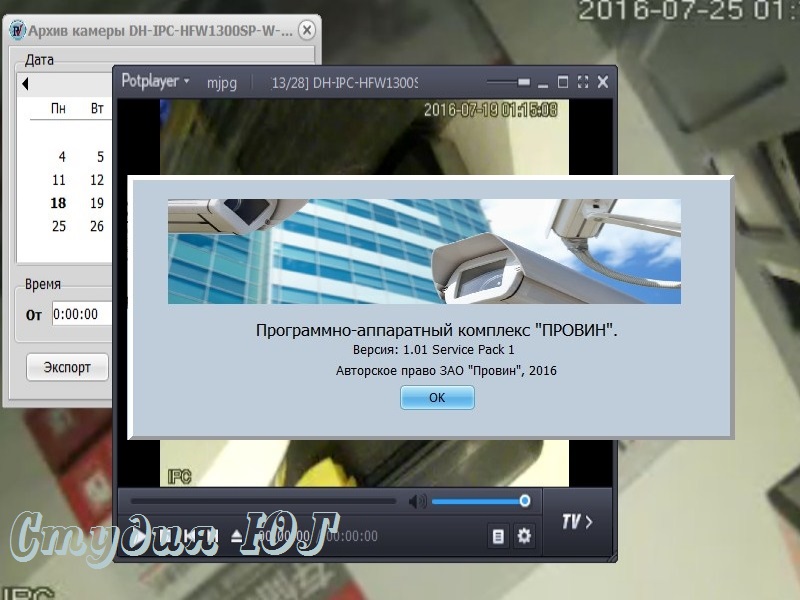 2016-07-25 01:1
Архив камеры DH-IPC-HFW1300SP-W-...
Дата
Пн Вт
4 5
11 12
18 19
25 26
Время
От 0:00:00
Экспорт
Potplayer mjpg [13/28] DH-IPC-HFW1300S
2016-07-19 01:15:08
Программно-аппаратный комплекс "ПРОВИН".
Версия: 1.01 Service Pack 1
Авторское право ЗАО "Провин", 2016
OK
IPC
00:00:00 / 00:00:00
TV
Студия ЮГ
IPC